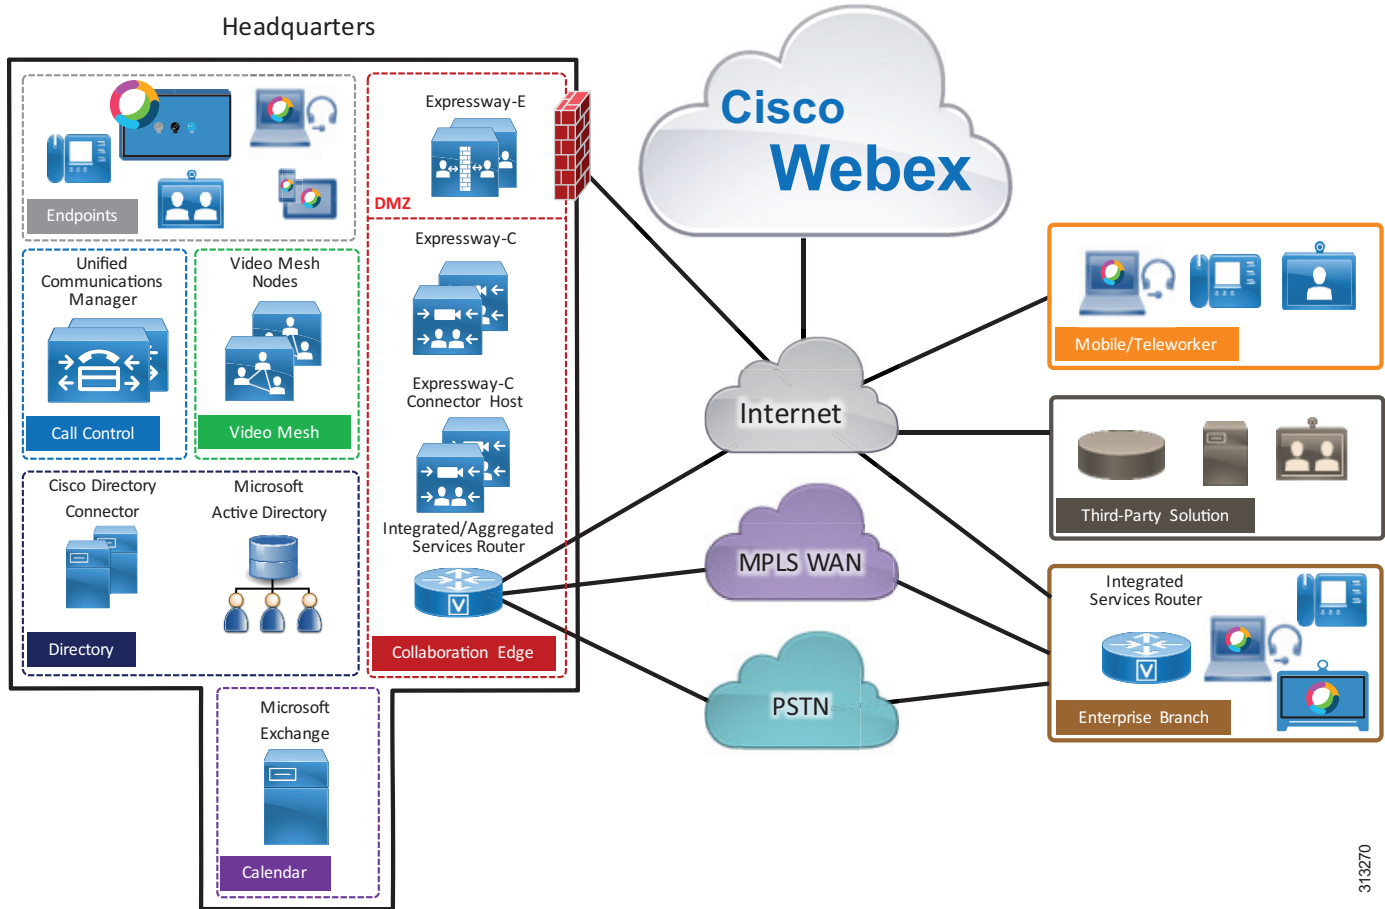 Headquarters
Endpoints
Unified
Communications
Manager
Call Control
Video Mesh
Nodes
Video Mesh
Cisco Directory
Connector
Microsoft
Active Directory
Directory
Microsoft
Exchange
Calendar
Expressway-E
DMZ
Expressway-C
Expressway-C
Connector Host
Integrated/Aggregated
Services Router
V
Collaboration Edge
Cisco
Webex
Internet
MPLS WAN
PSTN
Mobile/Teleworker
Third-Party Solution
Integrated
Services Router
V
Enterprise Branch
313270